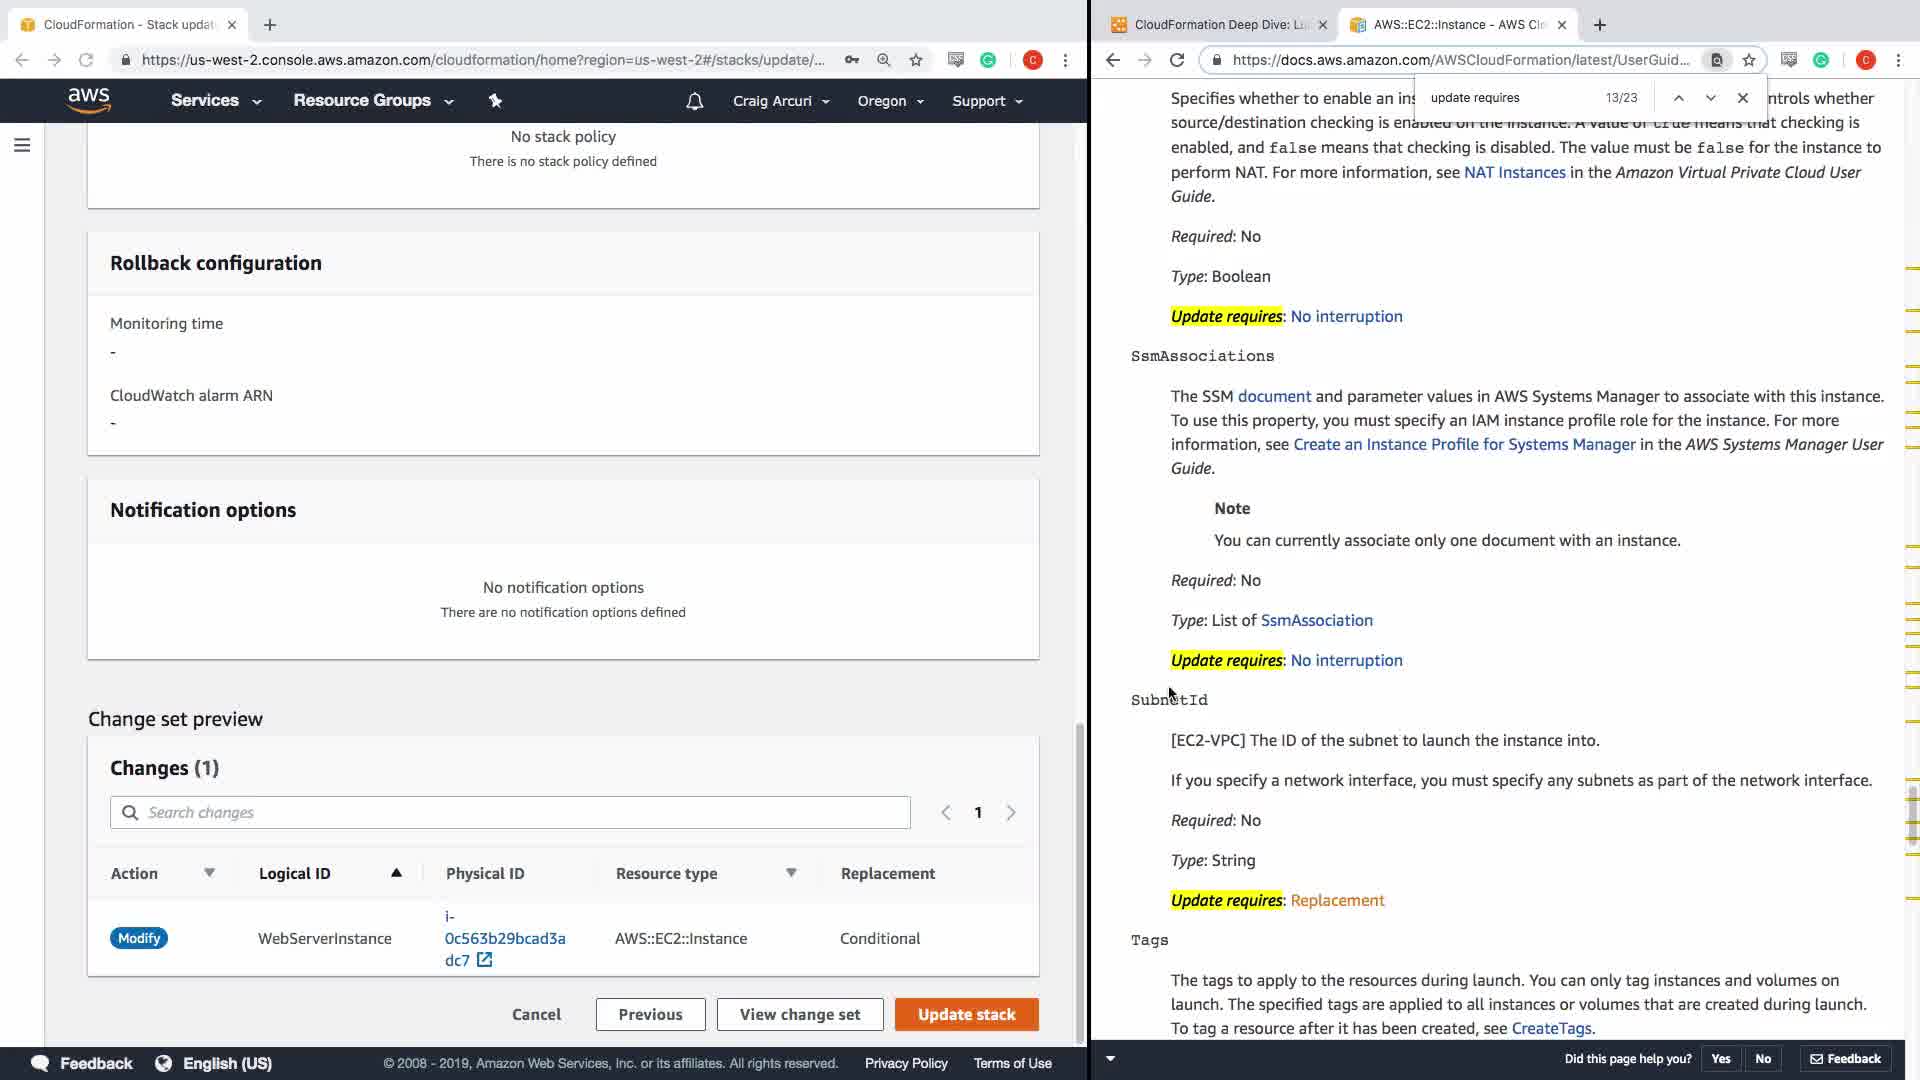 CloudFormation - Stack updat
https://us-west-2.console.aws.amazon.com/cloudformation/home?region=us-west-2#/stacks/update/...
C
aws
Services
Resource Groups
Craig Arcuri
Oregon
Support
No stack policy
There is no stack policy defined
Rollback configuration
Monitoring time
-
CloudWatch alarm ARN
-
Notification options
No notification options
There are no notification options defined
Change set preview
Changes (1)
Search changes
1
Action
Logical ID
Physical ID
Resource type
Replacement
Modify
WebServerInstance
i-
0c563b29bcad3a
dc7
AWS::EC2::Instance
Conditional
Cancel
Previous
View change set
Update stack
Feedback
English (US)
© 2008 - 2019, Amazon Web Services, Inc. or its affiliates. All rights reserved.
Privacy Policy
Terms of Use
CloudFormation Deep Dive: Li
AWS::EC2::Instance - AWS Clo
https://docs.aws.amazon.com/AWSCloudFormation/latest/UserGuid...
C
update requires
13/23
Specifies whether to enable an ins ntrols whether
source/destination checking is enabled on the instance. A value of true means that checking is
enabled, and false means that checking is disabled. The value must be false for the instance to
perform NAT. For more information, see NAT Instances in the Amazon Virtual Private Cloud User
Guide.
Required: No
Type: Boolean
Update requires: No interruption
SsmAssociations
The SSM document and parameter values in AWS Systems Manager to associate with this instance.
To use this property, you must specify an IAM instance profile role for the instance. For more
information, see Create an Instance Profile for Systems Manager in the AWS Systems Manager User
Guide.
Note
You can currently associate only one document with an instance.
Required: No
Type: List of SsmAssociation
Update requires: No interruption
SubnetId
[EC2-VPC] The ID of the subnet to launch the instance into.
If you specify a network interface, you must specify any subnets as part of the network interface.
Required: No
Type: String
Update requires: Replacement
Tags
The tags to apply to the resources during launch. You can only tag instances and volumes on
launch. The specified tags are applied to all instances or volumes that are created during launch.
To tag a resource after it has been created, see CreateTags.
Did this page help you?
Yes
No
Feedback